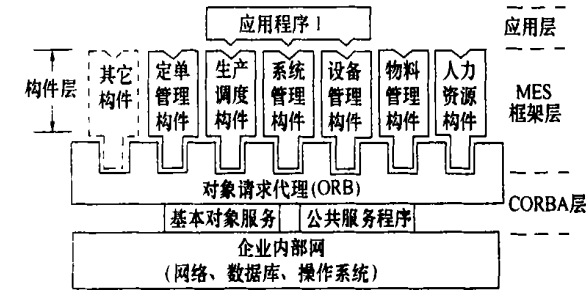 应用程序1
应用层
构件层
其它
构件
定单
管理
构件
生产
调度
构件
系统
管理
构件
设备
管理
构件
物料
管理
构件
人力
资源
构件
MES
框架层
对象请求代理(ORB)
CORBA层
基本对象服务
公共服务程序
企业内部网
(网络、数据库、操作系统)